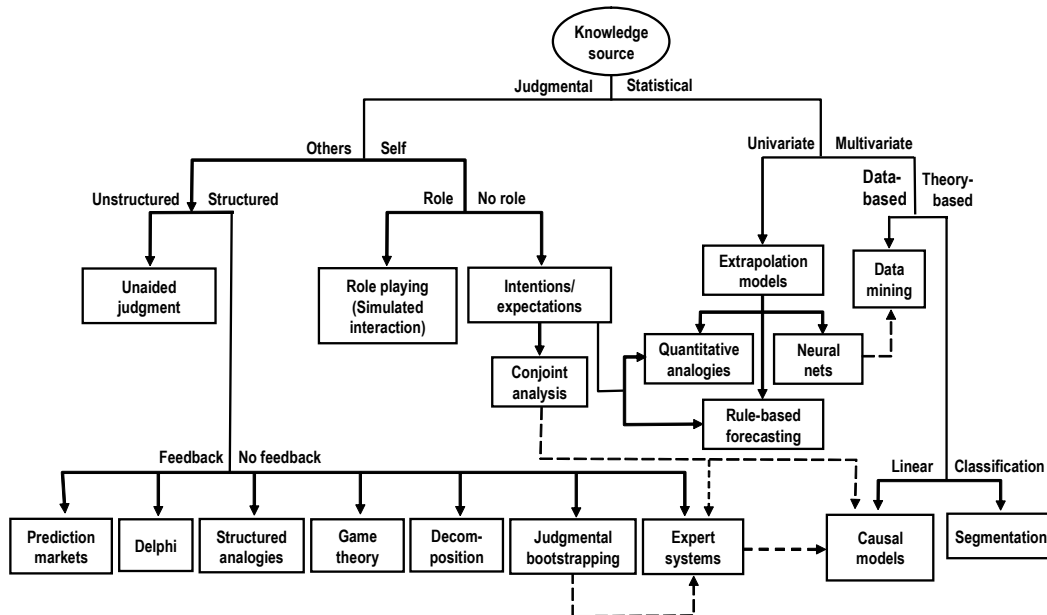 Knowledge
source
Judgmental Statistical
Others Self
Univariate Multivariate
Data-
based
Theory-
based
Unstructured Structured
Role No role
Unaided
judgment
Role playing
(Simulated
interaction)
Intentions/
expectations
Extrapolation
models
Data
mining
Quantitative
analogies
Neural
nets
Conjoint
analysis
Rule-based
forecasting
Feedback No feedback
Linear Classification
Prediction
markets
Delphi
Structured
analogies
Game
theory
Decom-
position
Judgmental
bootstrapping
Expert
systems
Causal
models
Segmentation